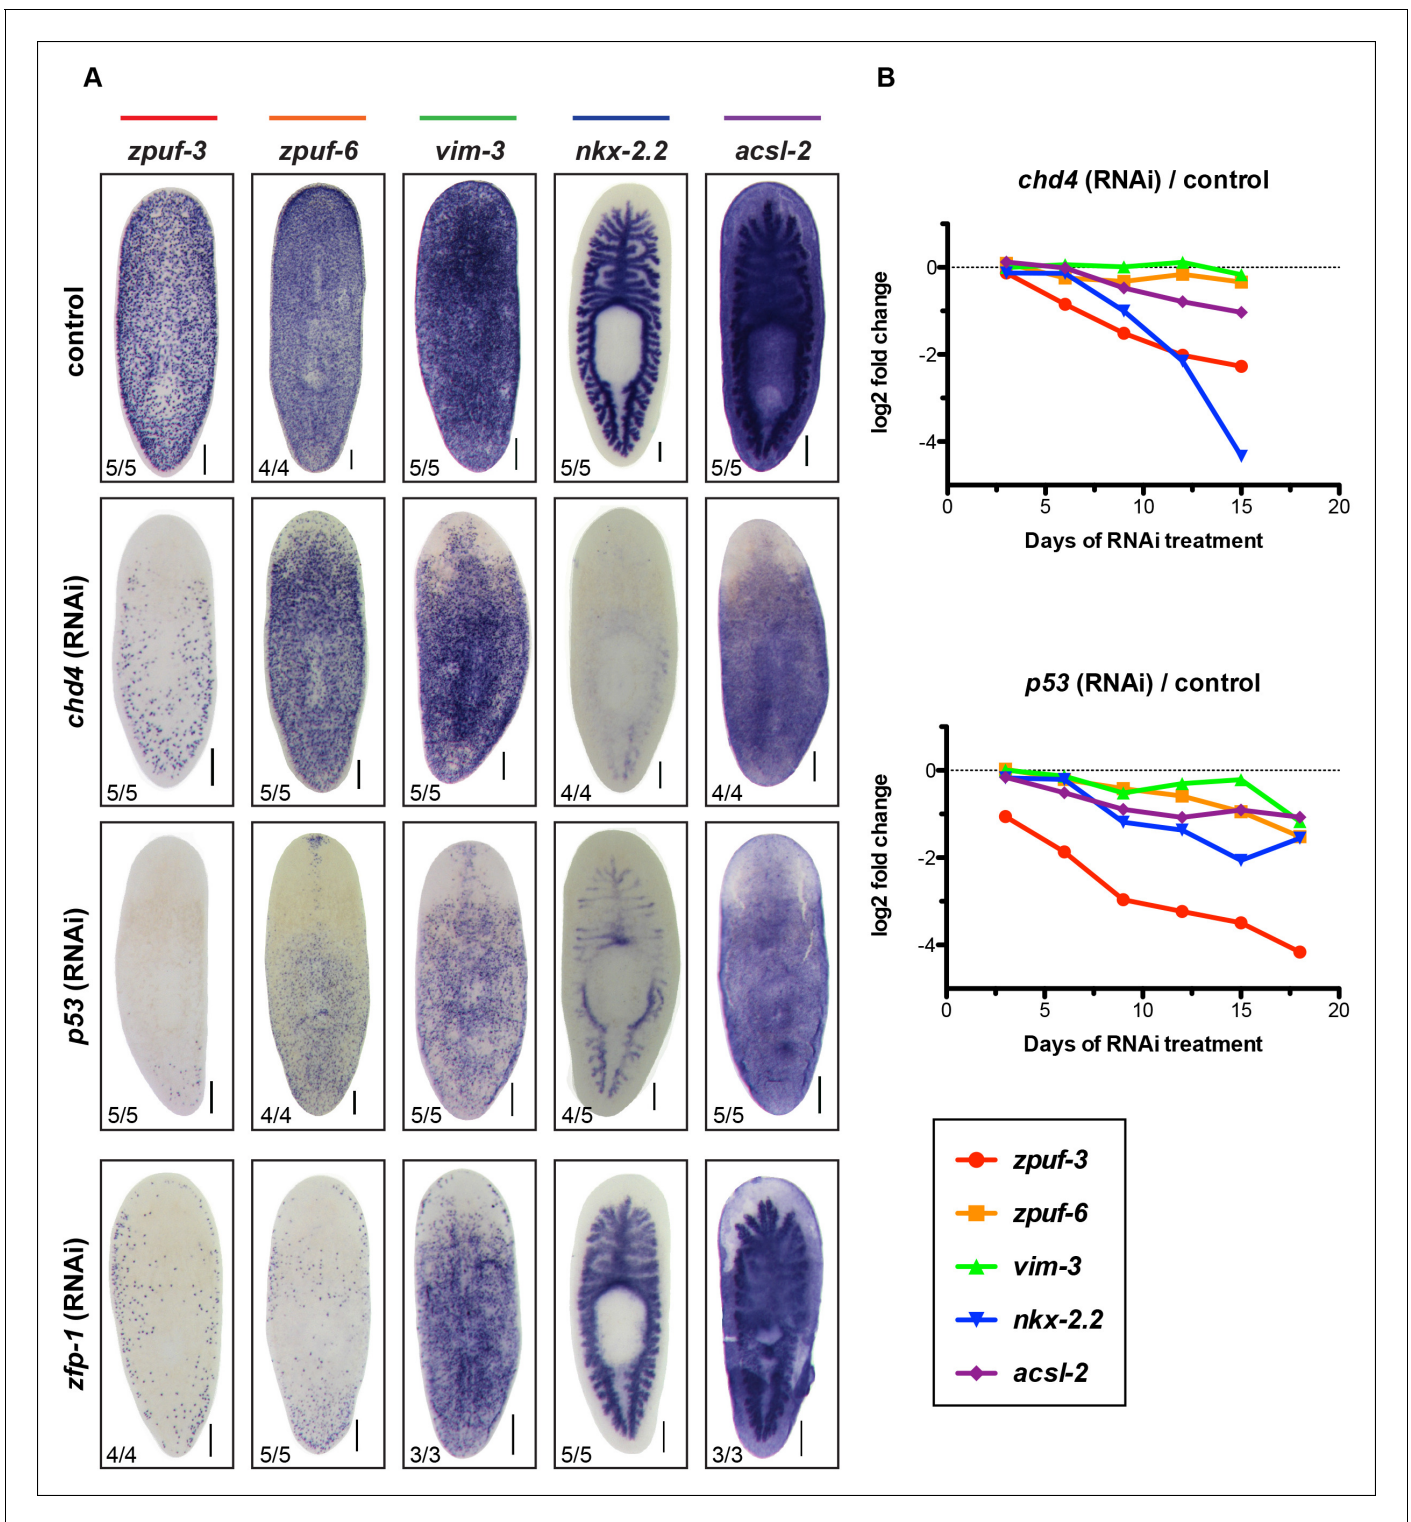 A
zpuf-3 zpuf-6 vim-3 nkx-2.2 acsl-2
control
5/5 4/4 5/5 5/5 5/5
chd4 (RNAi)
5/5 5/5 5/5 4/4 4/4
p53 (RNAi)
5/5 4/4 5/5 4/5 5/5
zfp-1 (RNAi)
4/4 5/5 3/3 5/5 3/3
B
chd4 (RNAi) / control
log2 fold change
0
-2
-4
0 5 10 15 20
Days of RNAi treatment
p53 (RNAi) / control
log2 fold change
0
-2
-4
0 5 10 15 20
Days of RNAi treatment
zpuf-3
zpuf-6
vim-3
nkx-2.2
acsl-2